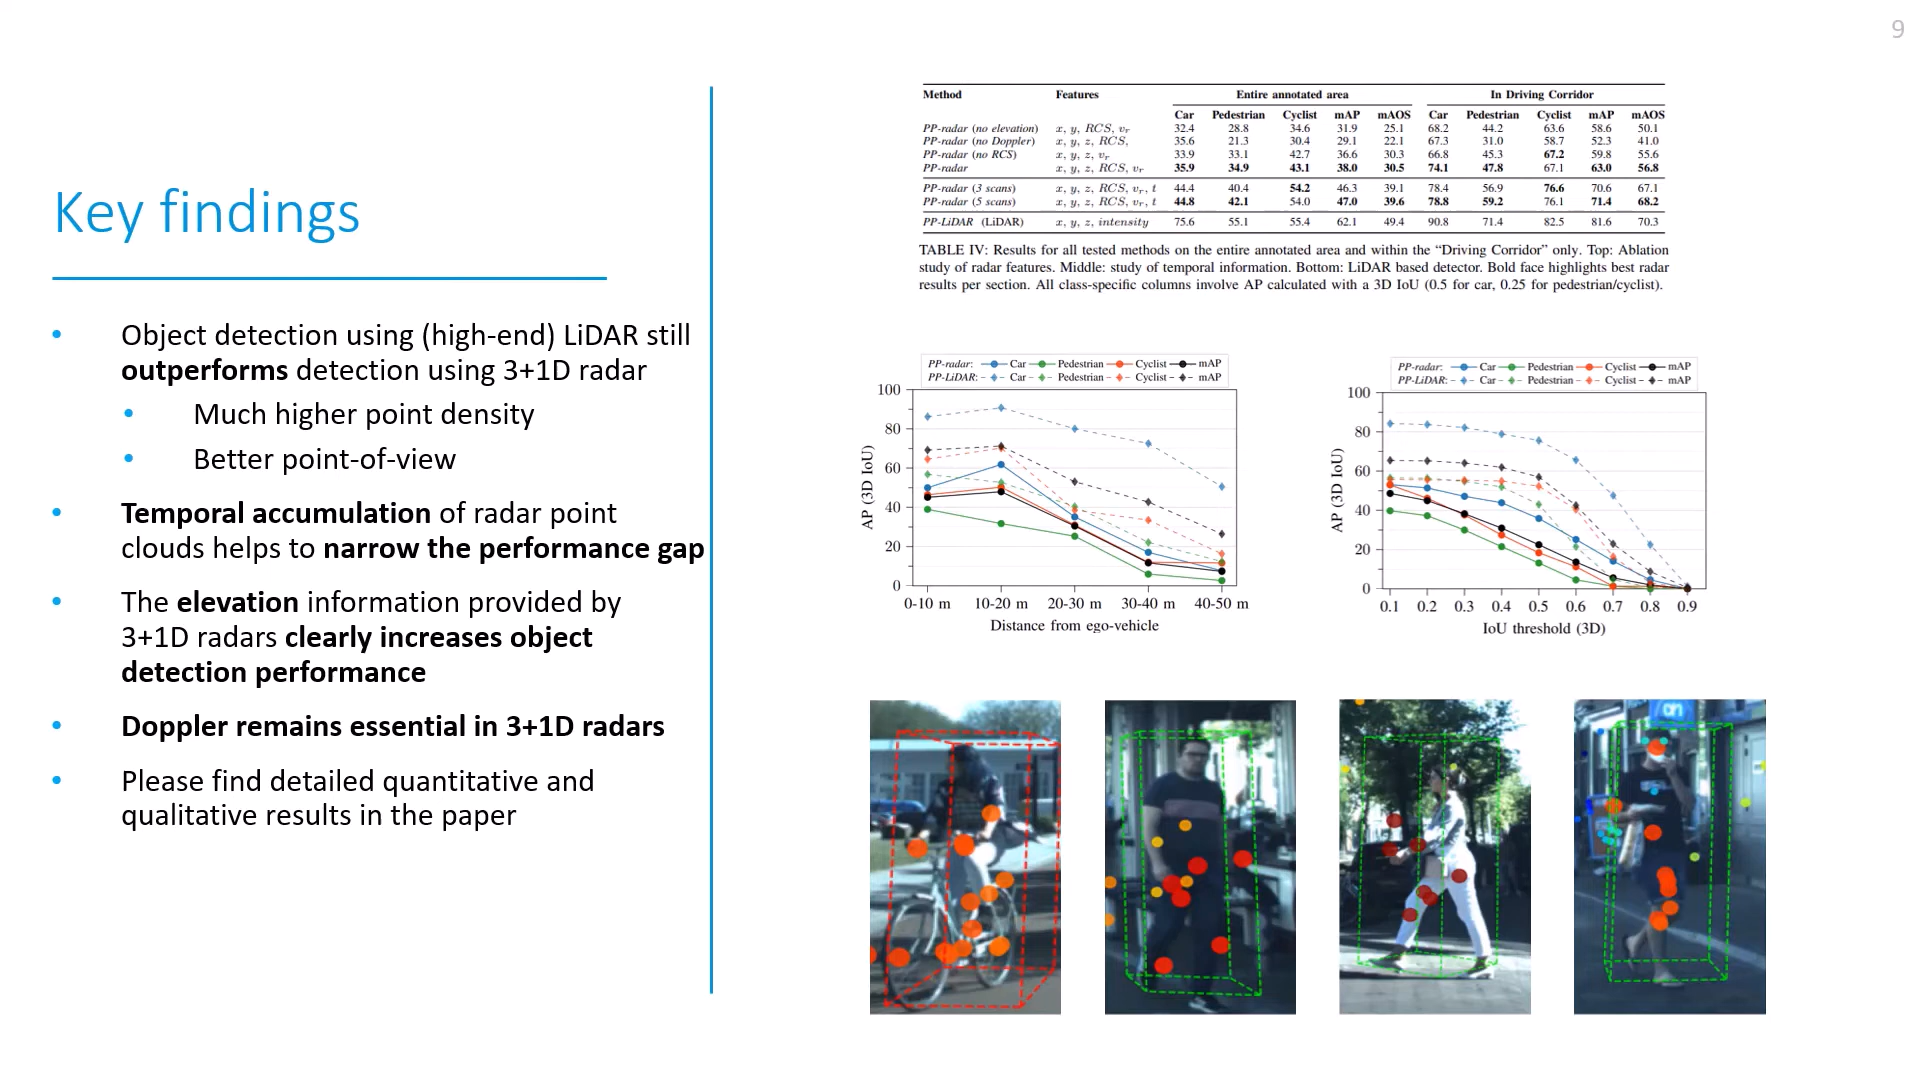 9
Key findings
• Object detection using (high-end) LiDAR still
outperforms detection using 3+1D radar
• Much higher point density
• Better point-of-view
• Temporal accumulation of radar point
clouds helps to narrow the performance gap
• The elevation information provided by
3+1D radars clearly increases object
detection performance
• Doppler remains essential in 3+1D radars
• Please find detailed quantitative and
qualitative results in the paper
Method Features Entire annotated area In Driving Corridor
Car Pedestrian Cyclist mAP mAOS Car Pedestrian Cyclist mAP mAOS
PP-radar (no elevation) x, y, RCS, vr 32.4 28.8 34.6 31.9 25.1 68.2 44.2 63.6 58.6 50.1
PP-radar (no Doppler) x, y, z, RCS, 35.6 21.3 30.4 29.1 22.1 67.3 31.0 58.7 52.3 41.0
PP-radar (no RCS) x, y, z, vr 33.9 33.1 42.7 36.6 30.3 66.8 45.3 67.2 59.8 55.6
PP-radar x, y, z, RCS, vr 35.9 34.9 43.1 38.0 30.5 74.1 47.8 67.1 63.0 56.8
PP-radar (3 scans) x, y, z, RCS, vr, t 44.4 40.4 54.2 46.3 39.1 78.4 56.9 76.6 70.6 67.1
PP-radar (5 scans) x, y, z, RCS, vr, t 44.8 42.1 54.0 47.0 39.6 78.8 59.2 76.1 71.4 68.2
PP-LiDAR (LiDAR) x, y, z, intensity 75.6 55.1 55.4 62.1 49.4 90.8 71.4 82.5 81.6 70.3
TABLE IV: Results for all tested methods on the entire annotated area and within the “Driving Corridor” only. Top: Ablation
study of radar features. Middle: study of temporal information. Bottom: LiDAR based detector. Bold face highlights best radar
results per section. All class-specific columns involve AP calculated with a 3D IoU (0.5 for car, 0.25 for pedestrian/cyclist).
PP-radar: Car Pedestrian Cyclist mAP
PP-LiDAR: Car Pedestrian Cyclist mAP
AP (3D IoU)
100
80
60
40
20
0
0-10 m 10-20 m 20-30 m 30-40 m 40-50 m
Distance from ego-vehicle
PP-radar: Car Pedestrian Cyclist mAP
PP-LiDAR: Car Pedestrian Cyclist mAP
AP (3D IoU)
100
80
60
40
20
0
0.1 0.2 0.3 0.4 0.5 0.6 0.7 0.8 0.9
IoU threshold (3D)